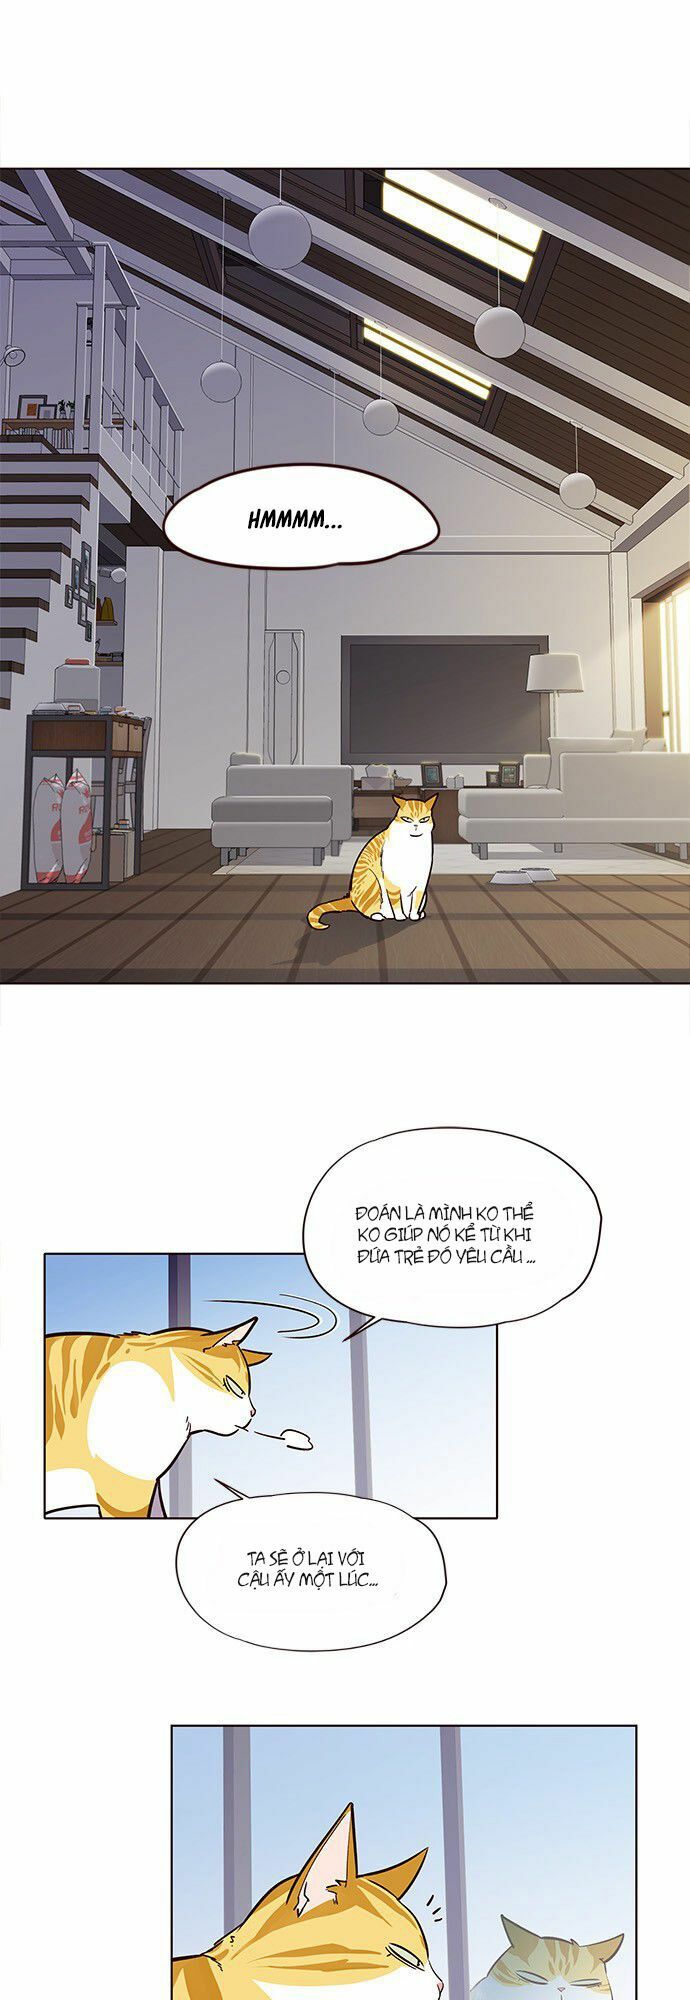 HMMMM...
ĐOÁN LÀ MÌNH KO THỂ
KO GIÚP NÓ KỂ TỪ KHI
ĐỨA TRẺ ĐÓ YÊU CẦU ...
TA SẼ Ở LẠI VỚI
CẬU ẤY MỘT LÚC...